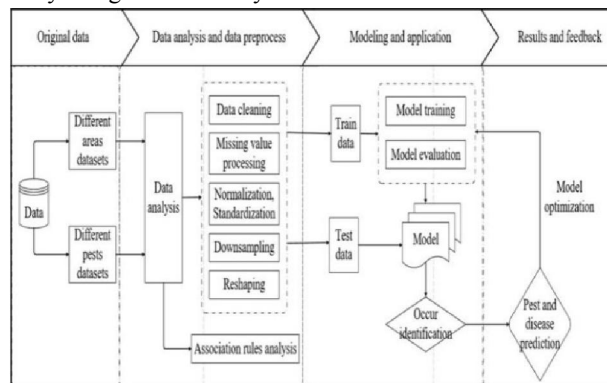 Original data
Data analysis and data preprocess
Modeling and application
Results and feedback
Data
Different
areas
datasets
Different
pests
datasets
Data
analysis
Data cleaning
Missing value
processing
Normalization,
Standardization
Downsampling
Reshaping
Association rules analysis
Train
data
Test
data
Model training
Model evaluation
Model
Occur
identification
Model
optimization
Pest and
disease
prediction